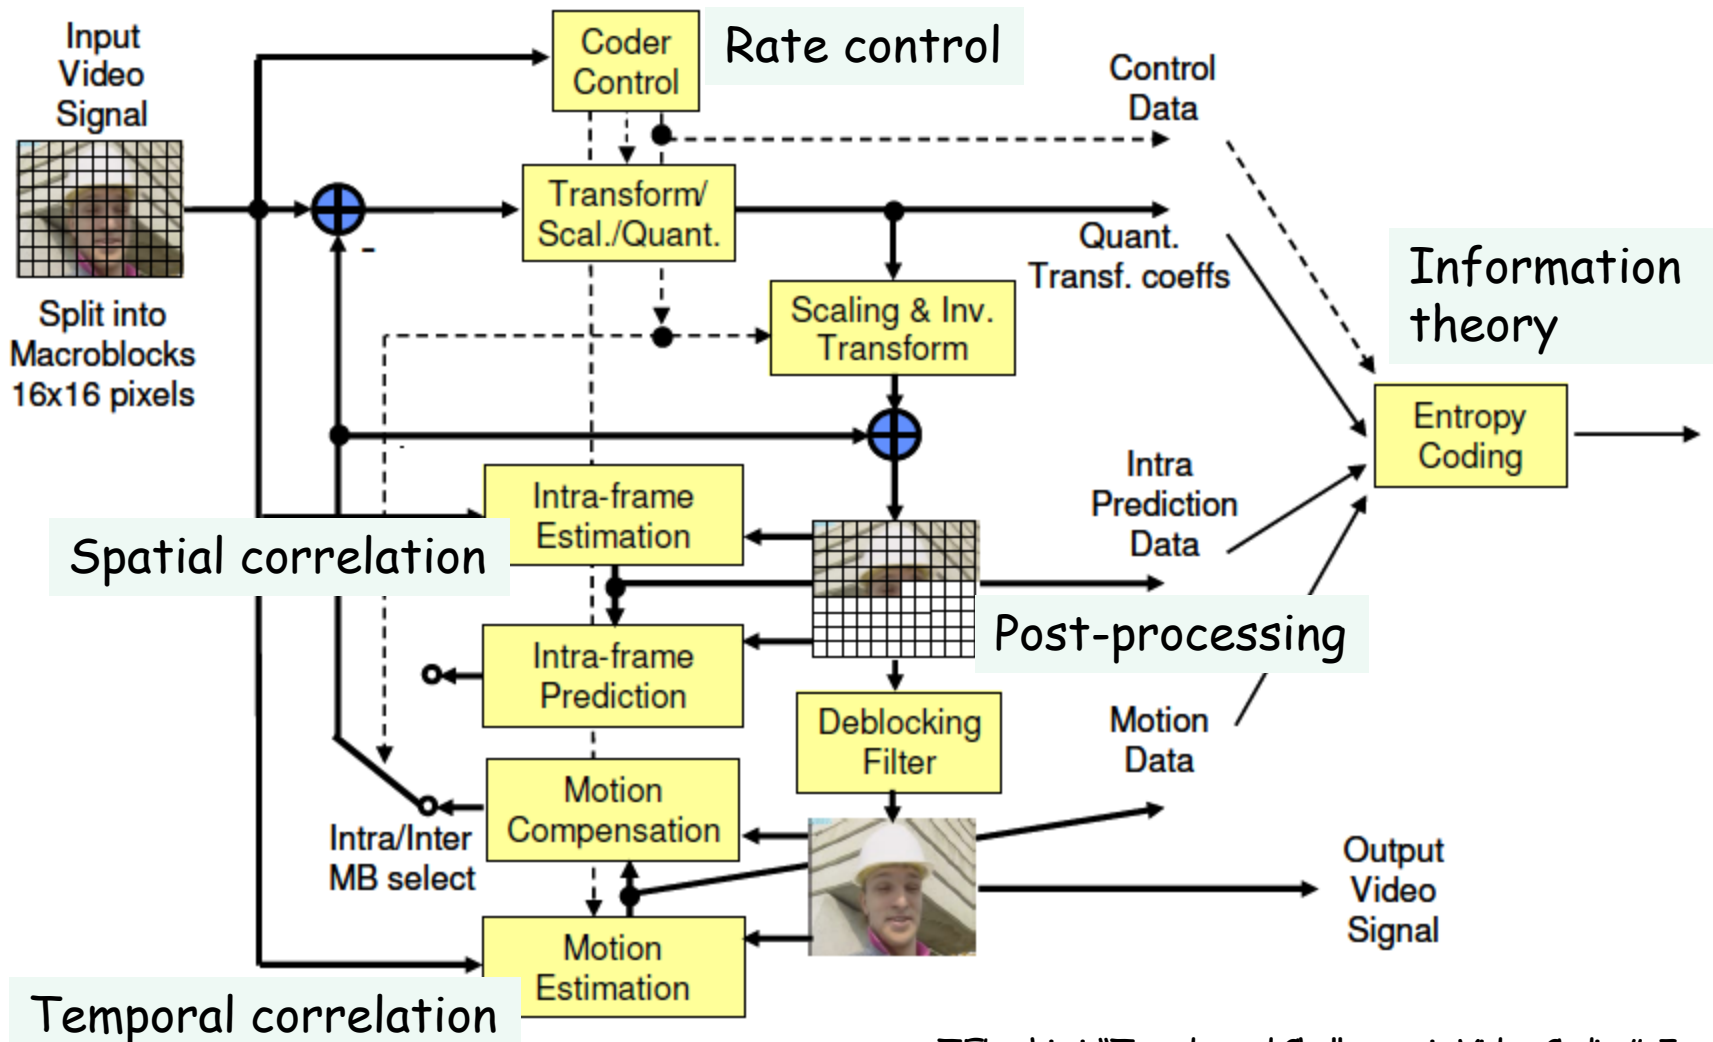 Input
Video
Signal
Coder
Control
Rate control
Control
Data
Transform/
Scal./Quant.
-
Quant.
Transf. coeffs
Split into
Macroblocks
16x16 pixels
Scaling & Inv.
Transform
Information
theory
Entropy
Coding
Intra-frame
Estimation
Spatial correlation
Intra
Prediction
Data
Intra-frame
Prediction
Post-processing
Deblocking
Filter
Motion
Data
Motion
Compensation
Intra/Inter
MB select
Output
Video
Signal
Motion
Estimation
Temporal correlation